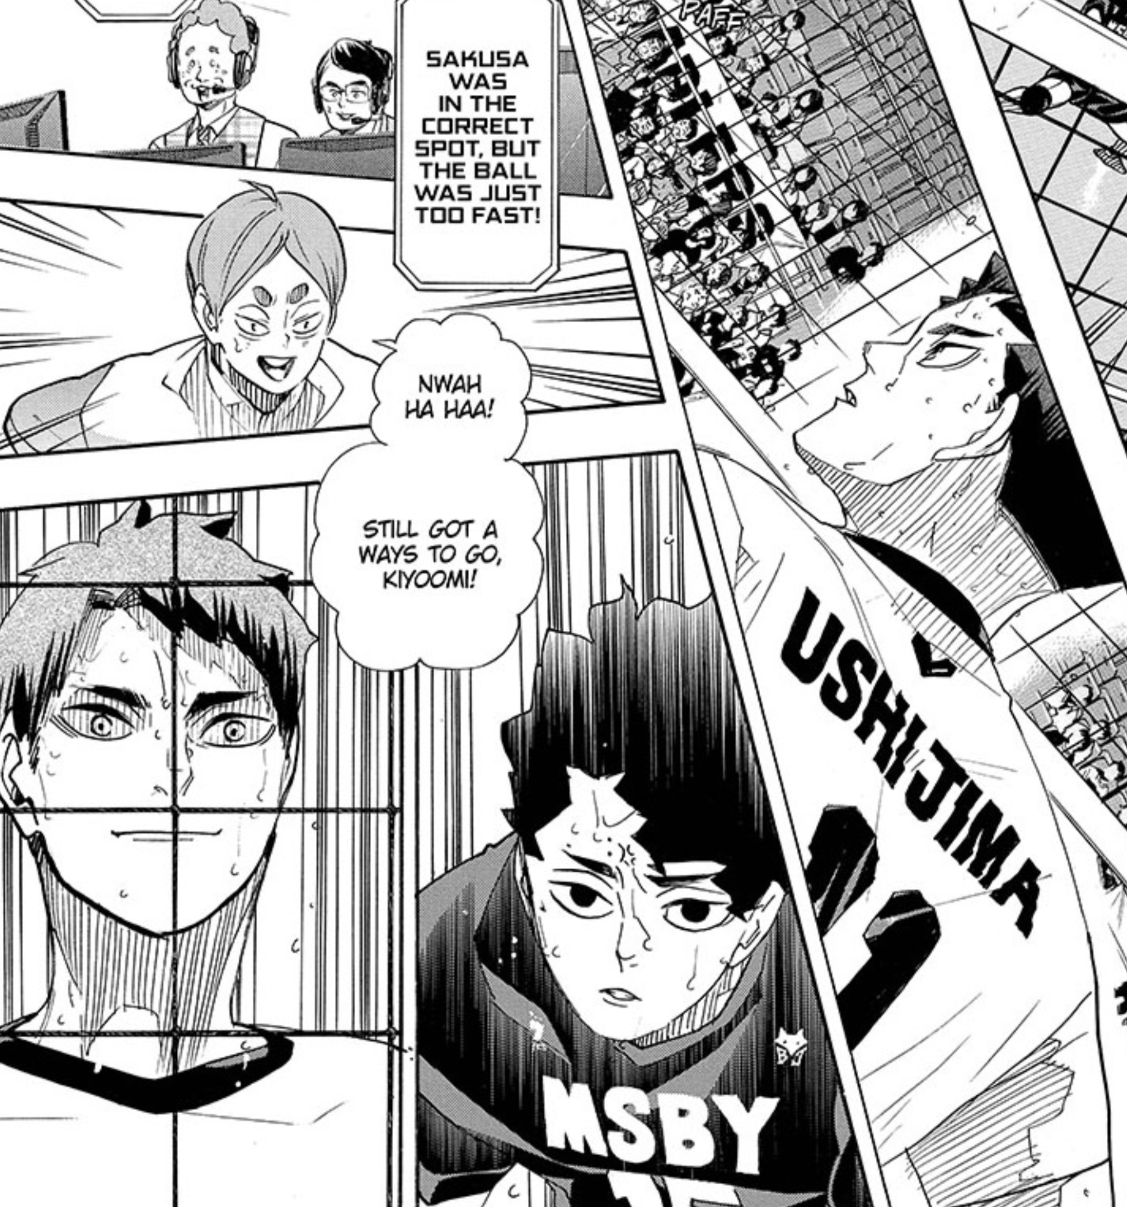 SAKUSA
WAS
IN THE
CORRECT
SPOT, BUT
THE BALL
WAS JUST
TOO FAST!
PAFF
NWAH
HA HAA!
STILL GOT A
WAYS TO GO,
KIYOOMI!
USHIJIMA
MSBY
15